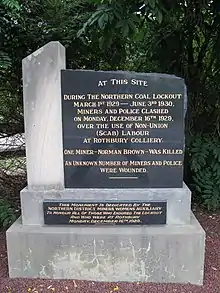 AT THIS SITE
DURING THE NORTHERN COAL LOCKOUT
MARCH 1ST 1929 — JUNE 3RD 1930,
MINERS AND POLICE CLASHED
ON MONDAY, DECEMBER 16TH 1929,
OVER THE USE OF NON-UNION
(SCAB) LABOUR
AT ROTHBURY COLLIERY.
ONE MINER—NORMAN BROWN—WAS KILLED
AN UNKNOWN NUMBER OF MINERS AND POLICE
WERE WOUNDED.
THIS MONUMENT IS DEDICATED BY THE
NORTHERN DISTRICT MINERS WOMENS AUXILIARY
TO HONOUR ALL OF THOSE WHO ENDURED THE LOCKOUT
AND WHO WERE AT ROTHBURY
MONDAY, DECEMBER 16TH 1929.